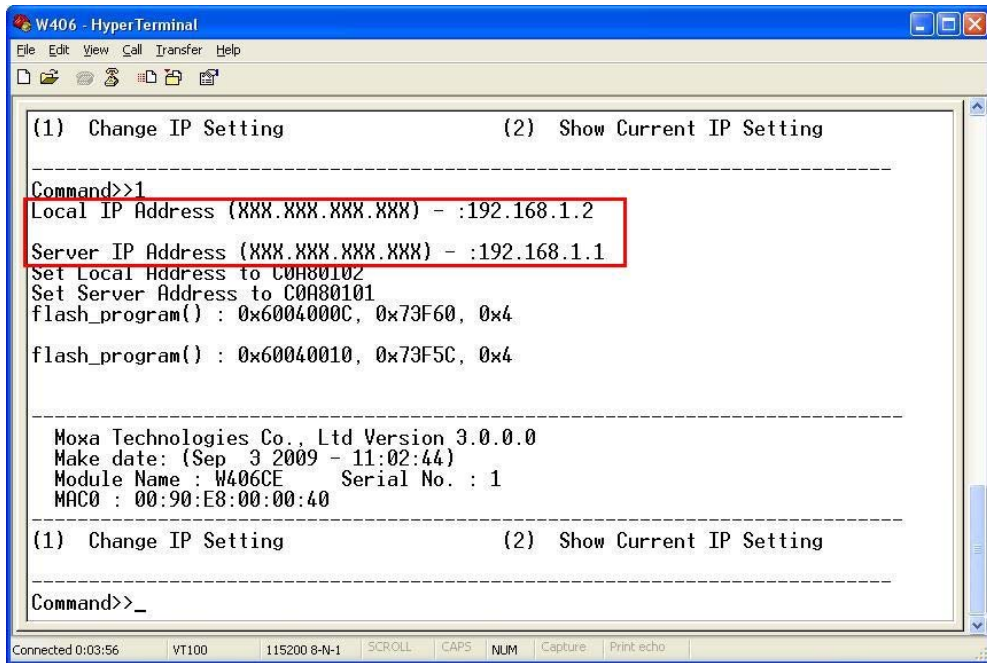 W406 - HyperTerminal
File Edit View Call Transfer Help
(1) Change IP Setting (2) Show Current IP Setting
--------------------------------------------------------------------------------
Command>>1
Local IP Address (XXX.XXX.XXX.XXX) - :192.168.1.2
Server IP Address (XXX.XXX.XXX.XXX) - :192.168.1.1
Set Local Address to C0A80102
Set Server Address to C0A80101
flash_program() : 0x6004000C, 0x73F60, 0x4
flash_program() : 0x60040010, 0x73F5C, 0x4
--------------------------------------------------------------------------------
Moxa Technologies Co., Ltd Version 3.0.0.0
Make date: (Sep 3 2009 - 11:02:44)
Module Name : W406CE Serial No. : 1
MAC0 : 00:90:E8:00:00:40
--------------------------------------------------------------------------------
(1) Change IP Setting (2) Show Current IP Setting
--------------------------------------------------------------------------------
Command>>_
Connected 0:03:56 VT100 115200 8-N-1 SCROLL CAPS NUM Capture Print echo